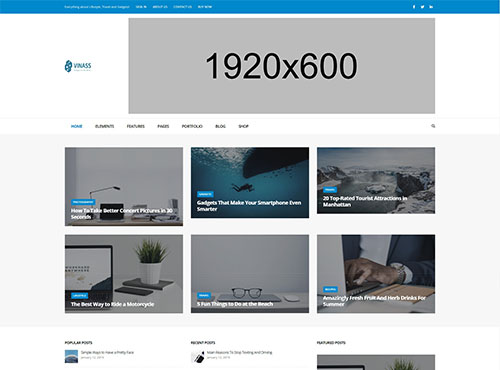 Everything about Lifestyle, Travel and Gadgets!
SIGN IN
ABOUT US
CONTACT US
BUY NOW
VINASS
1920x600
HOME
ELEMENTS
FEATURES
PAGES
PORTFOLIO
BLOG
SHOP
PHOTOGRAPHY
How To Take Better Concert Pictures in 30
Seconds
GADGETS
Gadgets That Make Your Smartphone Even
Smarter
TRAVEL
20 Top-Rated Tourist Attractions in
Manhattan
LIFESTYLE
The Best Way to Ride a Motorcycle
TRAVEL
5 Fun Things to Do at the Beach
RECIPES
Amazingly Fresh Fruit And Herb Drinks For
Summer
POPULAR POSTS
Simple Ways to Have a Pretty Face
January 12, 2019
RECENT POSTS
Main Reasons To Stop Texting And Driving
January 12, 2019
FEATURED POSTS